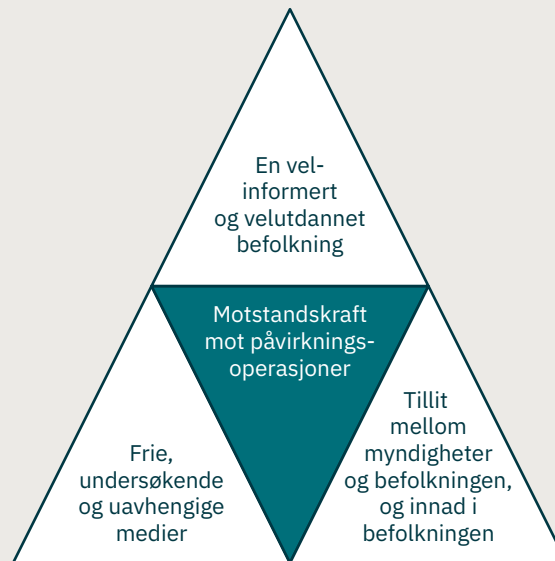 En vel-
informert
og velutdannet
befolkning
Motstandskraft
mot påvirknings-
operasjoner
Frie,
undersøkende
og uavhengige
medier
Tillit
mellom
myndigheter
og befolkningen,
og innad i
befolkningen